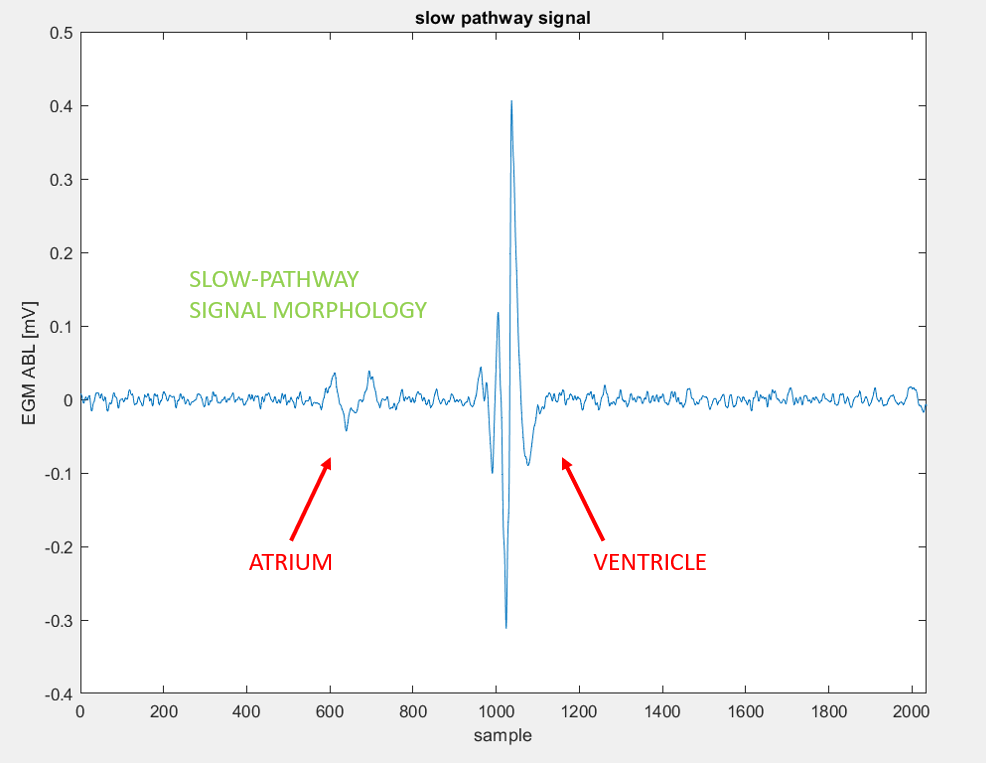 slow pathway signal
0.5
0.4
0.3
0.2
0.1
0
-0.1
-0.2
-0.3
-0.4
EGM ABL [mV]
SLOW-PATHWAY
SIGNAL MORPHOLOGY
ATRIUM
VENTRICLE
0 200 400 600 800 1000 1200 1400 1600 1800 2000
sample